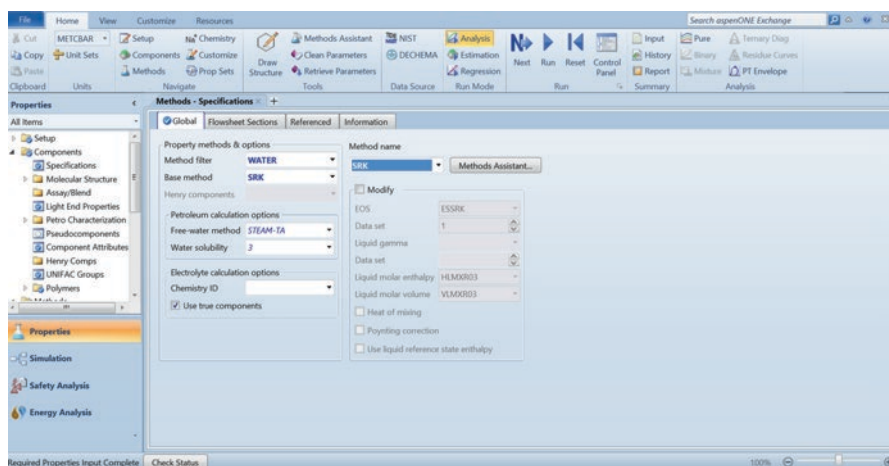 File Home View Customize Resources Search aspenONE Exchange
Cut METCBAR Setup Na+ Chemistry Methods Assistant NIST Analysis Input Pure Ternary Diag
Copy Unit Sets Components Customize Clean Parameters DECHEMA Estimation History Binary Residue Curves
Paste Methods Prop Sets Draw Structure Retrieve Parameters Regression Next Run Reset Control Panel Report Mixture PT Envelope
Clipboard Units Navigate Tools Data Source Run Mode Run Summary Analysis
Properties
All Items
Setup
Components
Specifications
Molecular Structure
Assay/Blend
Light End Properties
Petro Characterization
Pseudocomponents
Component Attributes
Henry Comps
UNIFAC Groups
Polymers
Properties
Simulation
Safety Analysis
Energy Analysis
Methods - Specifications × +
Global Flowsheet Sections Referenced Information
Property methods & options
Method filter WATER
Base method SRK
Henry components
Petroleum calculation options
Free-water method STEAM-TA
Water solubility 3
Electrolyte calculation options
Chemistry ID
Use true components
Method name
SRK Methods Assistant...
Modify
EOS ESSRK
Data set 1
Liquid gamma
Data set
Liquid molar enthalpy HLMXR03
Liquid molar volume VLMXR03
Heat of mixing
Poynting correction
Use liquid reference state enthalpy
Required Properties Input Complete Check Status 100%